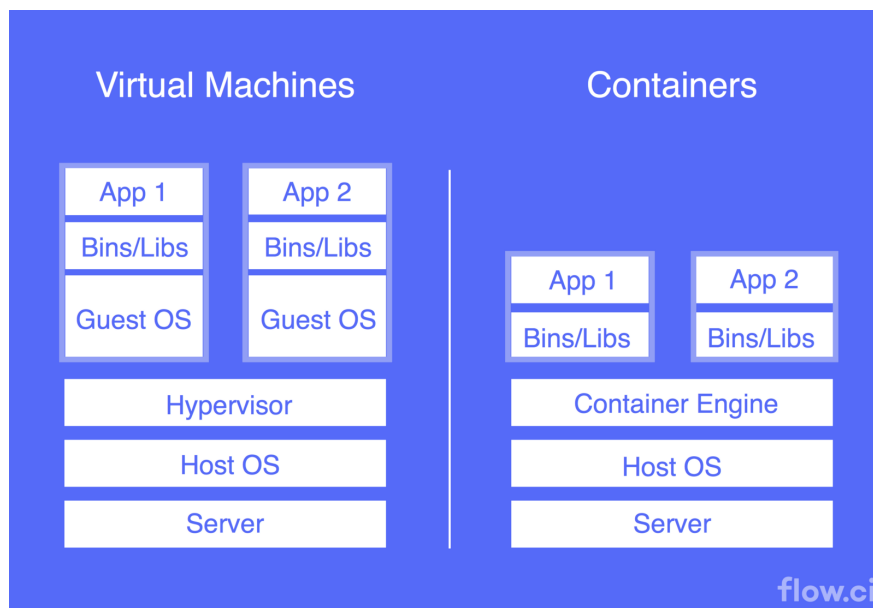 Virtual Machines
App 1
Bins/Libs
Guest OS
App 2
Bins/Libs
Guest OS
Hypervisor
Host OS
Server
Containers
App 1
Bins/Libs
App 2
Bins/Libs
Container Engine
Host OS
Server
flow.ci